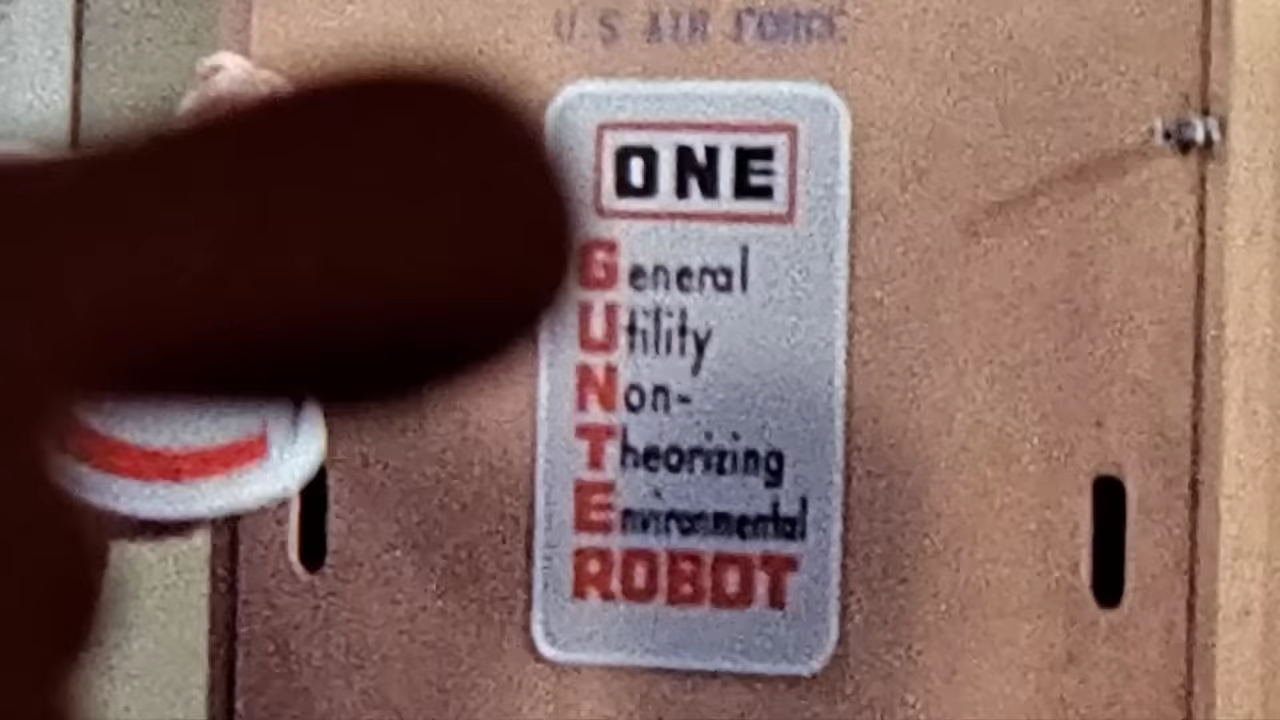 U S AIR FORCE
ONE
General
Utility
Non-
Theorizing
Environmental
ROBOT